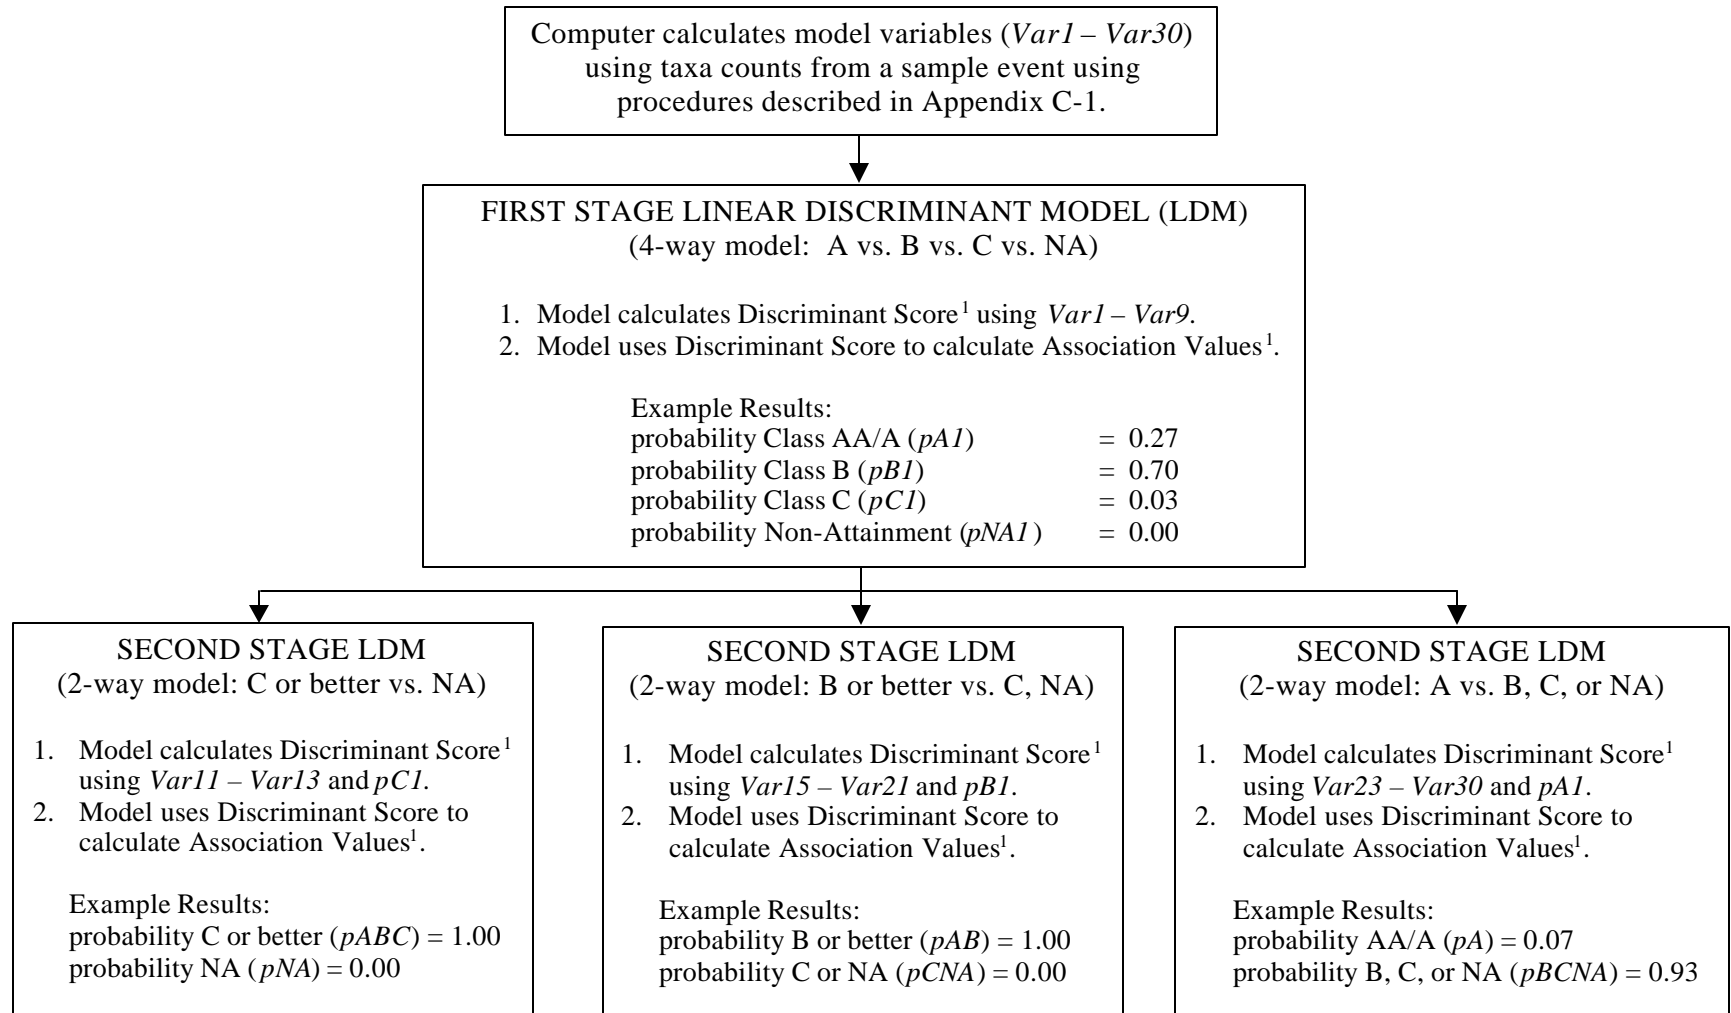 Computer calculates model variables (Var1 – Var30)
using taxa counts from a sample event using
procedures described in Appendix C-1.
FIRST STAGE LINEAR DISCRIMINANT MODEL (LDM)
(4-way model: A vs. B vs. C vs. NA)
1. Model calculates Discriminant Score¹ using Var1 – Var9.
2. Model uses Discriminant Score to calculate Association Values¹.
Example Results:
probability Class AA/A (pA1) = 0.27
probability Class B (pB1) = 0.70
probability Class C (pC1) = 0.03
probability Non-Attainment (pNA1) = 0.00
SECOND STAGE LDM
(2-way model: C or better vs. NA)
1. Model calculates Discriminant Score¹
using Var11 – Var13 and pC1.
2. Model uses Discriminant Score to
calculate Association Values¹.
Example Results:
probability C or better (pABC) = 1.00
probability NA (pNA) = 0.00
SECOND STAGE LDM
(2-way model: B or better vs. C, NA)
1. Model calculates Discriminant Score¹
using Var15 – Var21 and pB1.
2. Model uses Discriminant Score to
calculate Association Values¹.
Example Results:
probability B or better (pAB) = 1.00
probability C or NA (pCNA) = 0.00
SECOND STAGE LDM
(2-way model: A vs. B, C, or NA)
1. Model calculates Discriminant Score¹
using Var23 – Var30 and pA1.
2. Model uses Discriminant Score to
calculate Association Values¹.
Example Results:
probability AA/A (pA) = 0.07
probability B, C, or NA (pBCNA) = 0.93